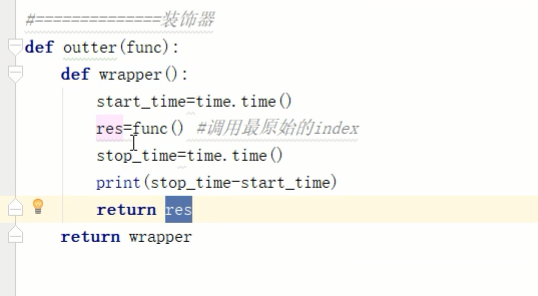 #==============装饰器
def outter(func):
    def wrapper():
        start_time=time.time()
        res=func() #调用最原始的index
        stop_time=time.time()
        print(stop_time-start_time)
        return res
    return wrapper